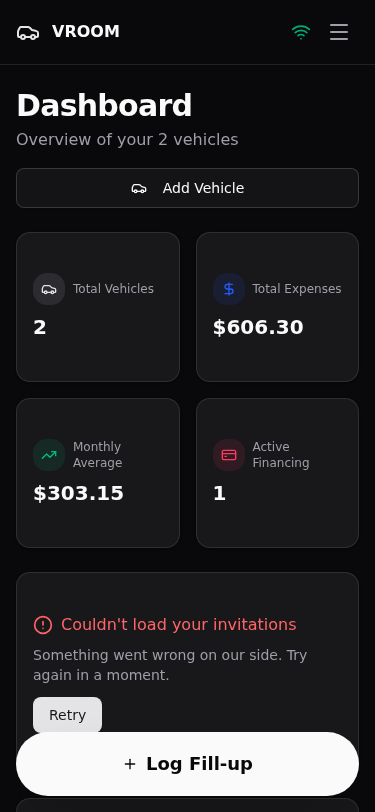 VROOM
Dashboard
Overview of your 2 vehicles
Add Vehicle
Total Vehicles
2
Total Expenses
$606.30
Monthly
Average
$303.15
Active
Financing
1
Couldn't load your invitations
Something went wrong on our side. Try
again in a moment.
Retry
+ Log Fill-up